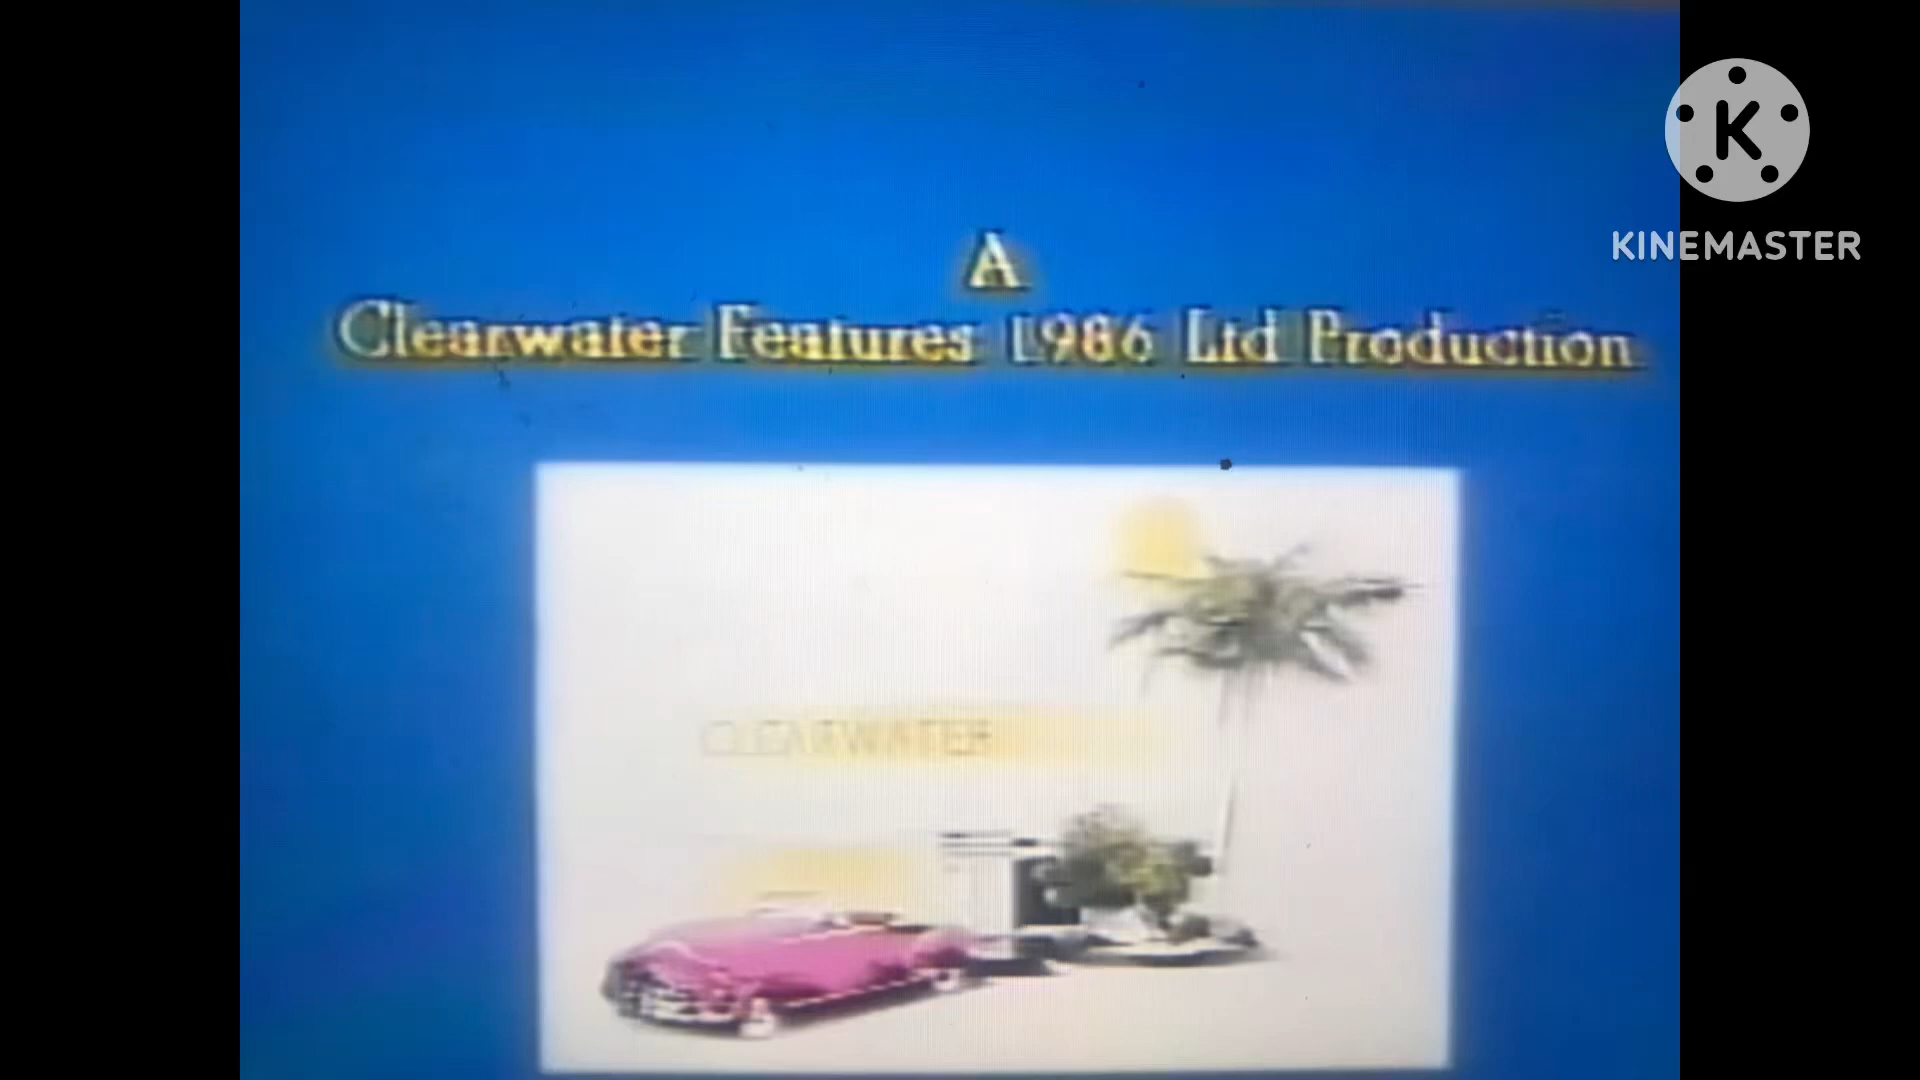 A
Clearwater Features 1986 Ltd Production
CLEARWATER
K
KINEMASTER